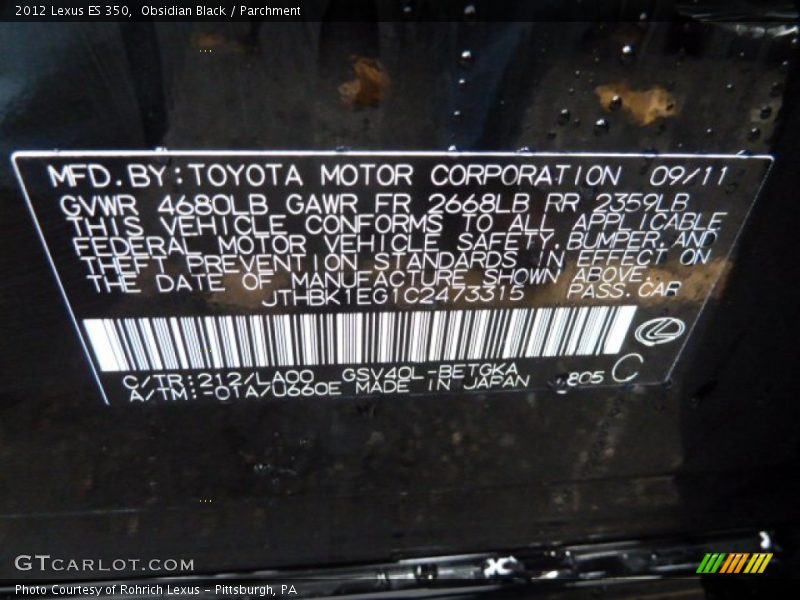 2012 Lexus ES 350,  Obsidian Black / Parchment
MFD.BY:TOYOTA MOTOR CORPORATION 09/11
GVWR 4680LB GAWR FR 2668LB RR 2359LB
THIS VEHICLE CONFORMS TO ALL APPLICABLE
FEDERAL MOTOR VEHICLE SAFETY,BUMPER,AND
THEFT PREVENTION STANDARDS IN EFFECT ON
THE DATE OF MANUFACTURE SHOWN ABOVE.
JTHBK1EG1C2473315 PASS.CAR
C/TR:212/LA00 GSV40L-BETGKA
A/TM:-01A/U660E MADE IN JAPAN 805 C
GTCARLOT.COM
Photo Courtesy of Rohrich Lexus - Pittsburgh, PA